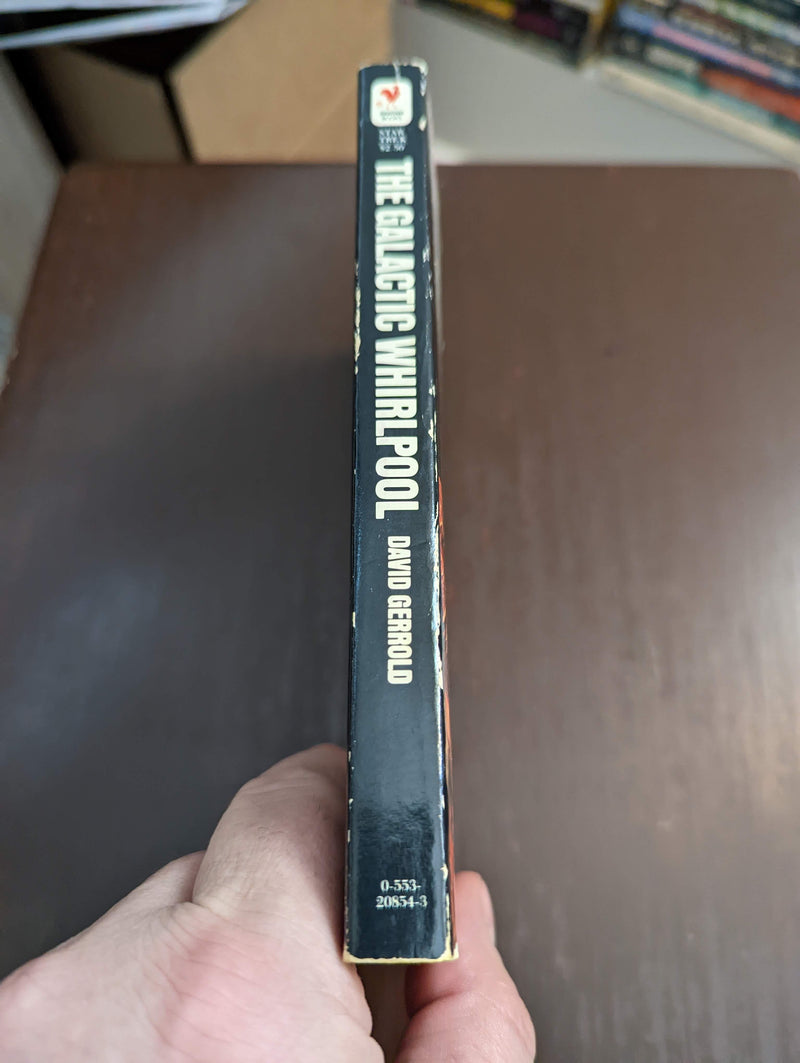 STAR
TREK
THE GALACTIC WHIRLPOOL
DAVID GERROLD
0-553-
20854-3